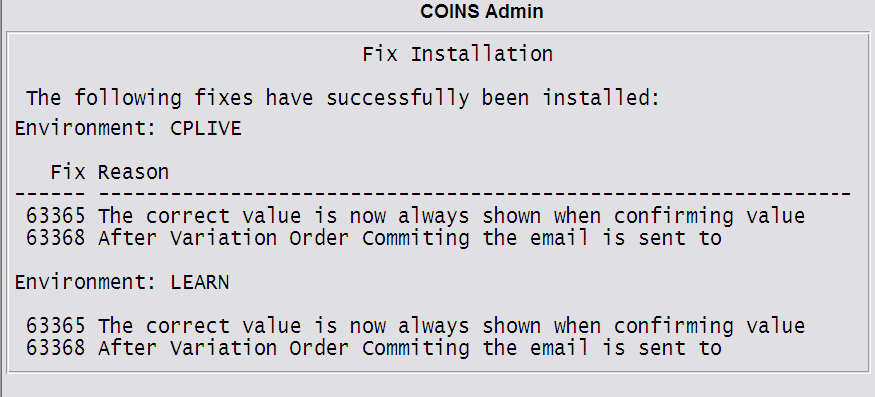 COINS Admin
Fix Installation
The following fixes have successfully been installed:
Environment: CPLIVE
Fix Reason
------ ---------------------------------------------------------------
63365 The correct value is now always shown when confirming value
63368 After Variation Order Commiting the email is sent to
Environment: LEARN
63365 The correct value is now always shown when confirming value
63368 After Variation Order Commiting the email is sent to